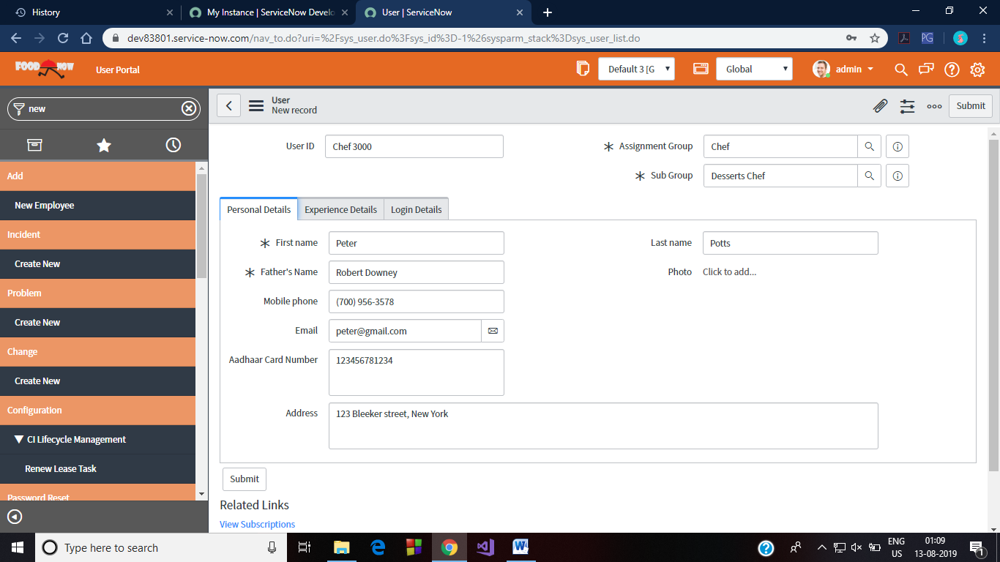 History
My Instance | ServiceNow Develo
User | ServiceNow
dev83801.service-now.com/nav_to.do?uri=%2Fsys_user.do%3Fsys_id%3D-1%26sysparm_stack%3Dsys_user_list.do
PG
FOOD NOW
User Portal
Default 3 [G
Global
admin
new
User
New record
Submit
User ID
Chef 3000
Assignment Group
Chef
Sub Group
Desserts Chef
Add
New Employee
Incident
Create New
Problem
Create New
Change
Create New
Configuration
CI Lifecycle Management
Renew Lease Task
Password Reset
Personal Details
Experience Details
Login Details
First name
Peter
Last name
Potts
Father's Name
Robert Downey
Photo
Click to add...
Mobile phone
(700) 956-3578
Email
peter@gmail.com
Aadhaar Card Number
123456781234
Address
123 Bleeker street, New York
Submit
Related Links
View Subscriptions
Type here to search
ENG
US
01:09
13-08-2019
1